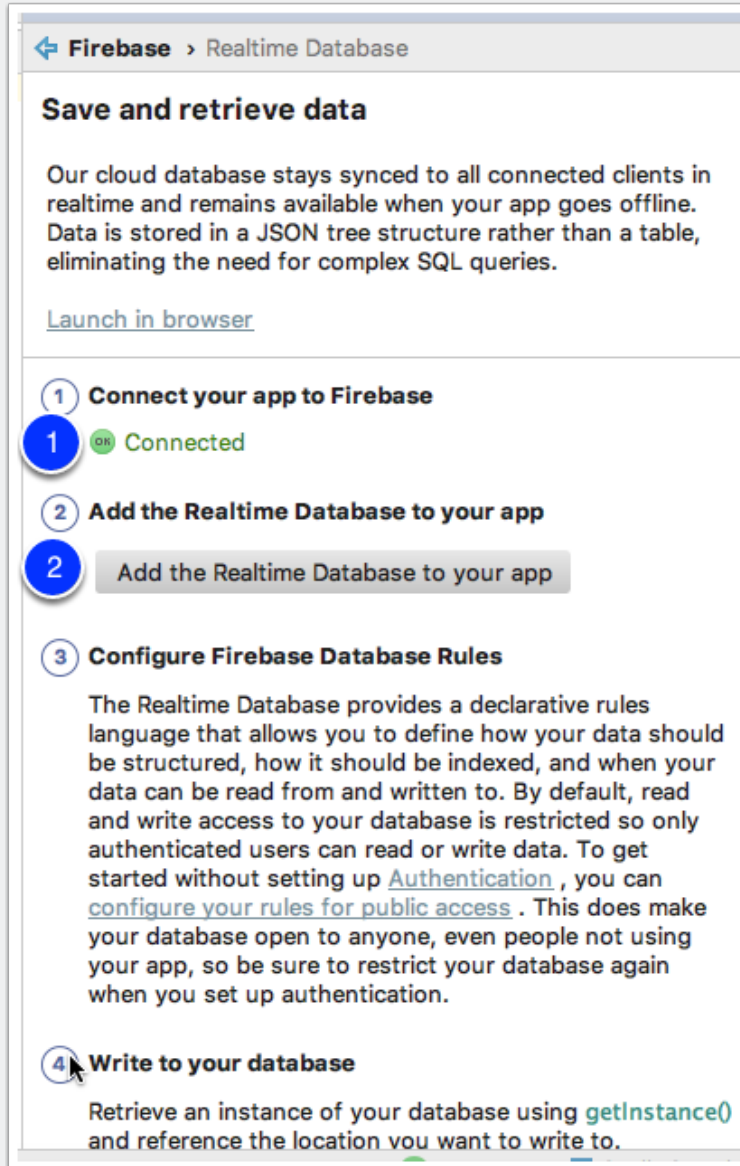 Firebase › Realtime Database
Save and retrieve data
Our cloud database stays synced to all connected clients in
realtime and remains available when your app goes offline.
Data is stored in a JSON tree structure rather than a table,
eliminating the need for complex SQL queries.
Launch in browser
1 Connect your app to Firebase
1 OK Connected
2 Add the Realtime Database to your app
2 Add the Realtime Database to your app
3 Configure Firebase Database Rules
The Realtime Database provides a declarative rules
language that allows you to define how your data should
be structured, how it should be indexed, and when your
data can be read from and written to. By default, read
and write access to your database is restricted so only
authenticated users can read or write data. To get
started without setting up Authentication , you can
configure your rules for public access . This does make
your database open to anyone, even people not using
your app, so be sure to restrict your database again
when you set up authentication.
4 Write to your database
Retrieve an instance of your database using getInstance()
and reference the location you want to write to.